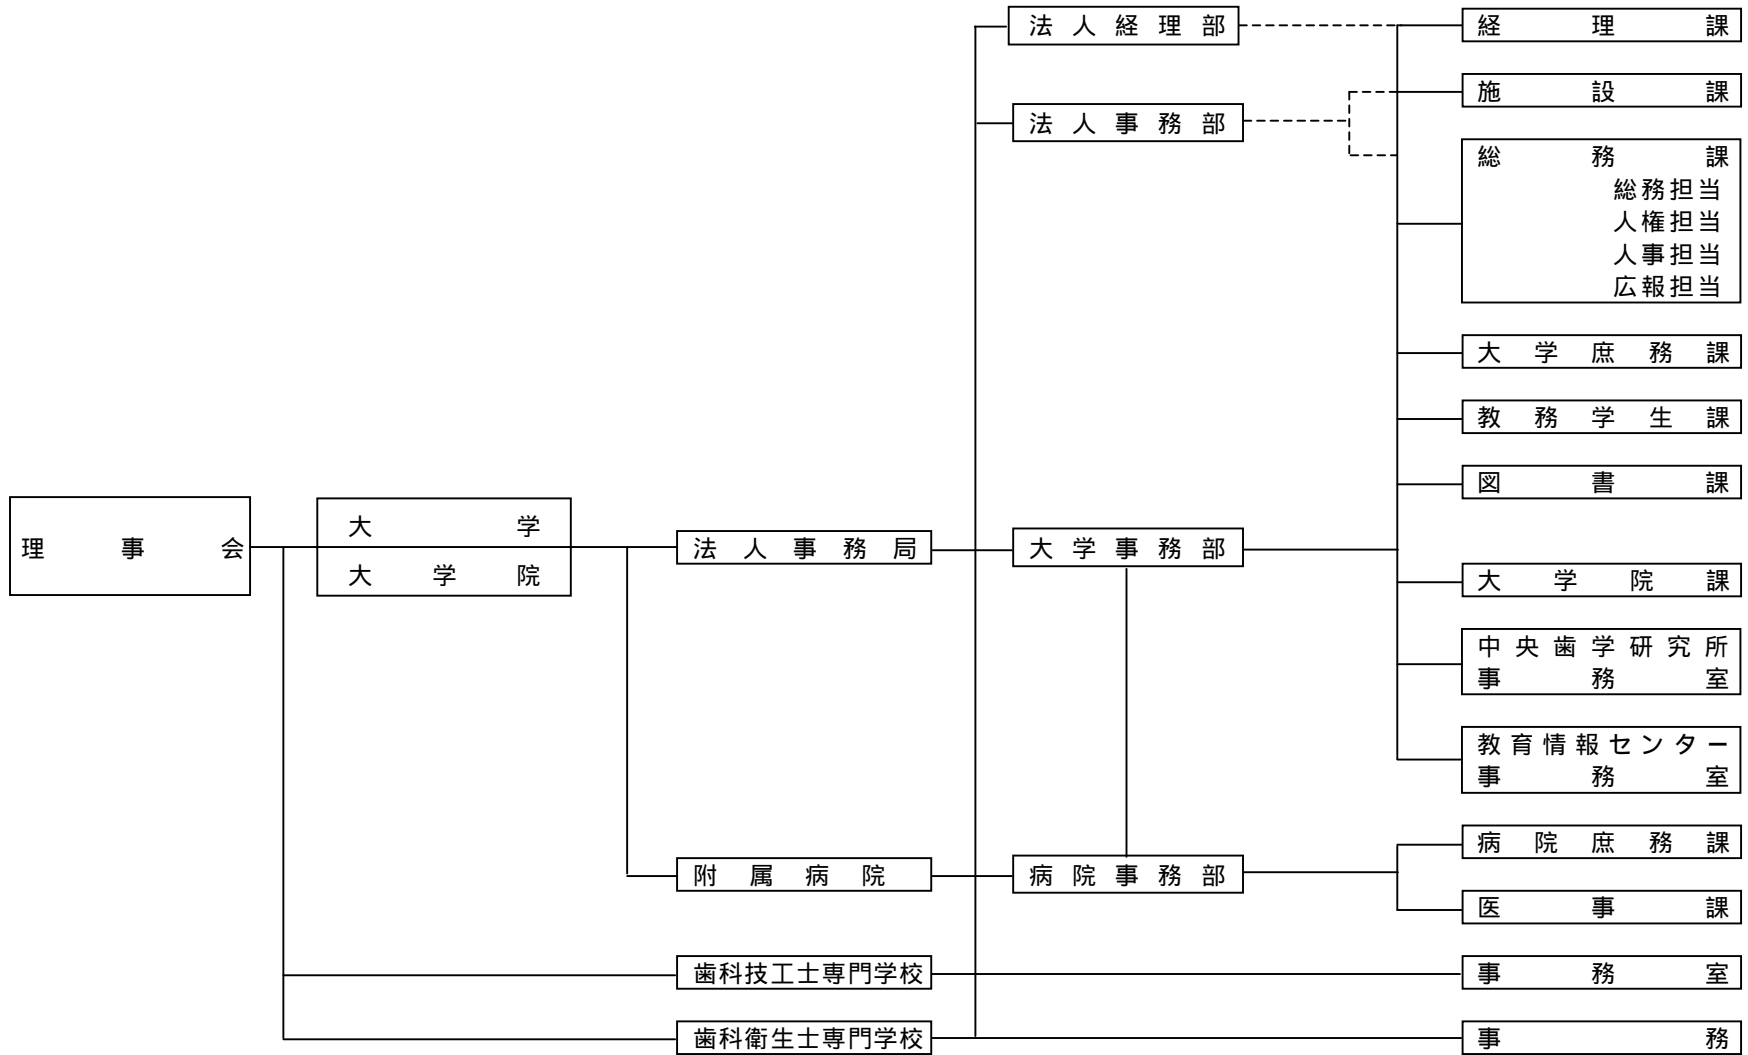 理事会
大学
大学院
法人事務局
附属病院
歯科技工士専門学校
歯科衛生士専門学校
法人経理部
法人事務部
大学事務部
病院事務部
経理課
施設課
総務課
総務担当
人権担当
人事担当
広報担当
大学庶務課
教務学生課
図書課
大学院課
中央歯学研究所
事務室
教育情報センター
事務室
病院庶務課
医事課
事務室
事務